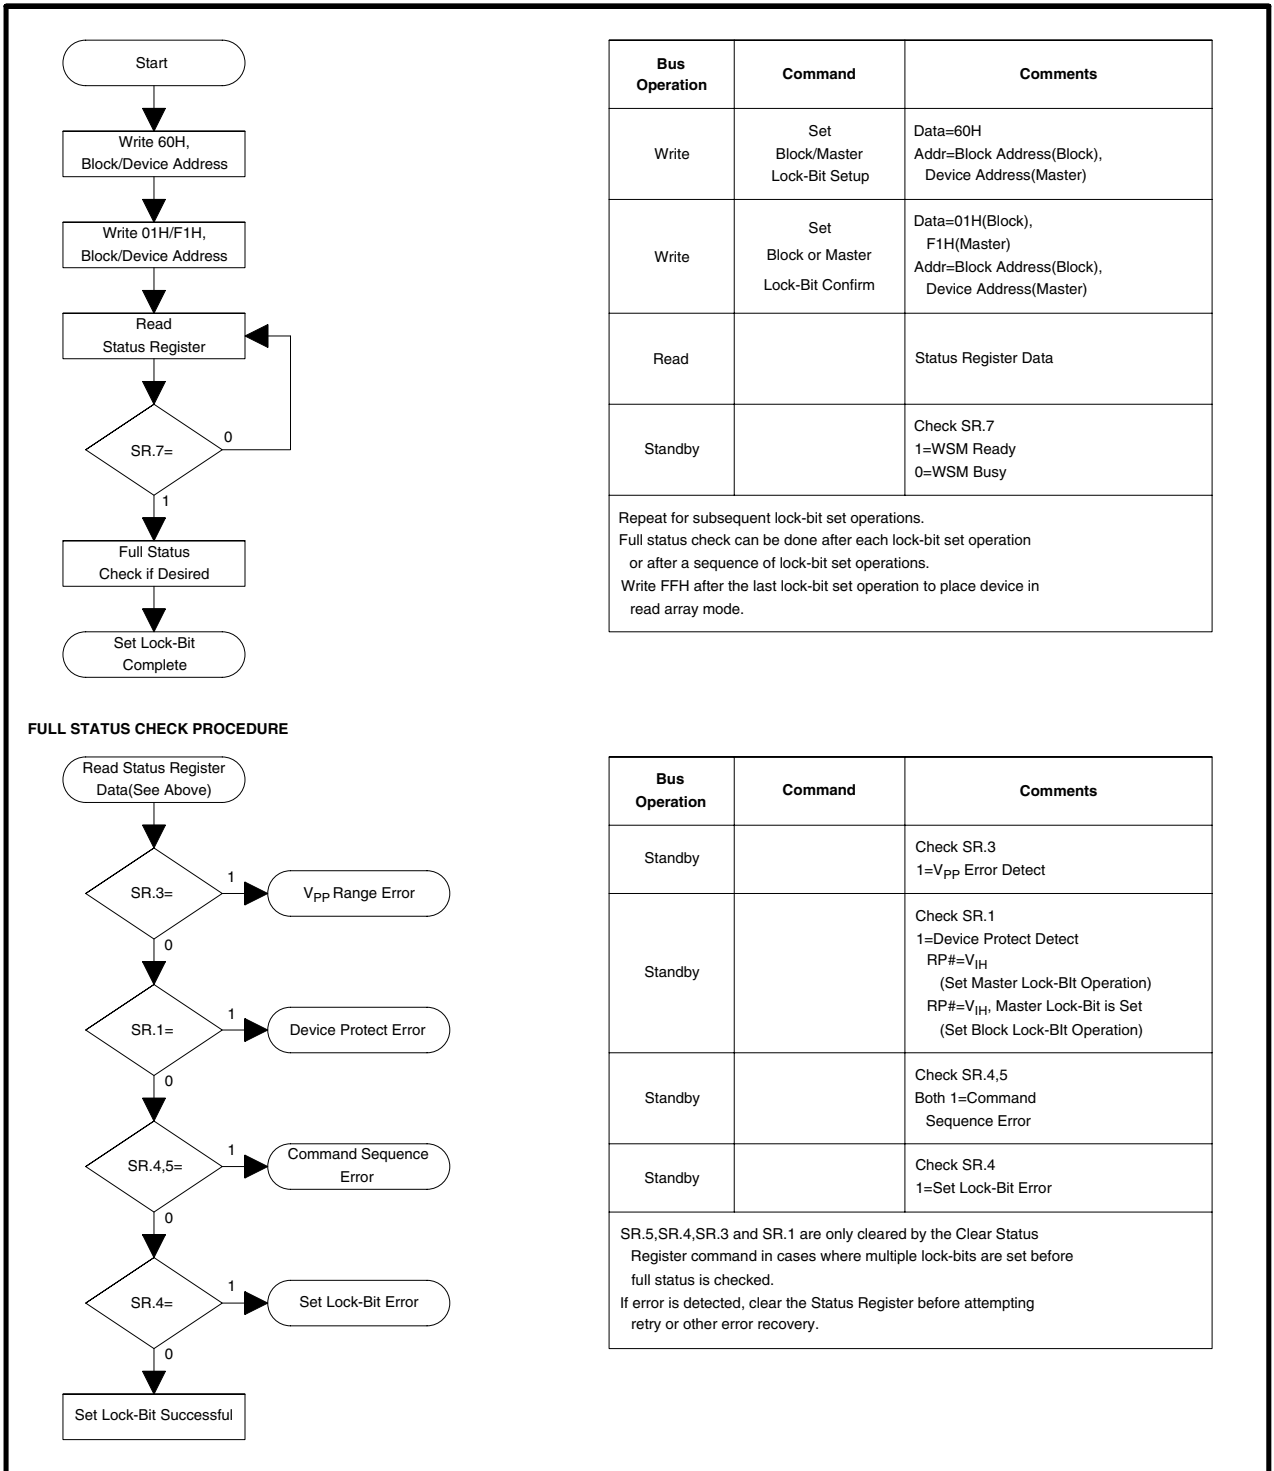 Start
Write 60H,
Block/Device Address
Write 01H/F1H,
Block/Device Address
Read
Status Register
SR.7=
0
1
Full Status
Check if Desired
Set Lock-Bit
Complete
Bus
Operation
Command
Comments
Write
Set
Block/Master
Lock-Bit Setup
Data=60H
Addr=Block Address(Block),
Device Address(Master)
Write
Set
Block or Master
Lock-Bit Confirm
Data=01H(Block),
F1H(Master)
Addr=Block Address(Block),
Device Address(Master)
Read
Status Register Data
Standby
Check SR.7
1=WSM Ready
0=WSM Busy
Repeat for subsequent lock-bit set operations.
Full status check can be done after each lock-bit set operation
or after a sequence of lock-bit set operations.
Write FFH after the last lock-bit set operation to place device in
read array mode.
FULL STATUS CHECK PROCEDURE
Read Status Register
Data(See Above)
SR.3=
1
VPP Range Error
0
SR.1=
1
Device Protect Error
0
SR.4,5=
1
Command Sequence
Error
0
SR.4=
1
Set Lock-Bit Error
0
Set Lock-Bit Successful
Bus
Operation
Command
Comments
Standby
Check SR.3
1=VPP Error Detect
Standby
Check SR.1
1=Device Protect Detect
RP#=VIH
(Set Master Lock-BIt Operation)
RP#=VIH, Master Lock-Bit is Set
(Set Block Lock-BIt Operation)
Standby
Check SR.4,5
Both 1=Command
Sequence Error
Standby
Check SR.4
1=Set Lock-Bit Error
SR.5,SR.4,SR.3 and SR.1 are only cleared by the Clear Status
Register command in cases where multiple lock-bits are set before
full status is checked.
If error is detected, clear the Status Register before attempting
retry or other error recovery.